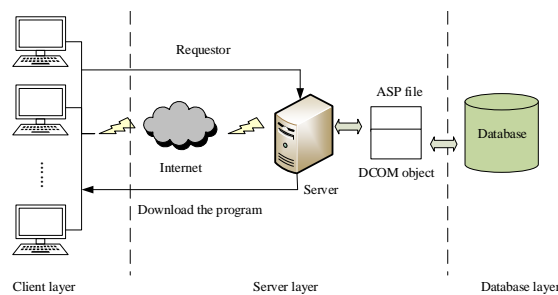 Requestor
ASP file
Database
Internet
Server
DCOM object
Download the program
Client layer
Server layer
Database layer